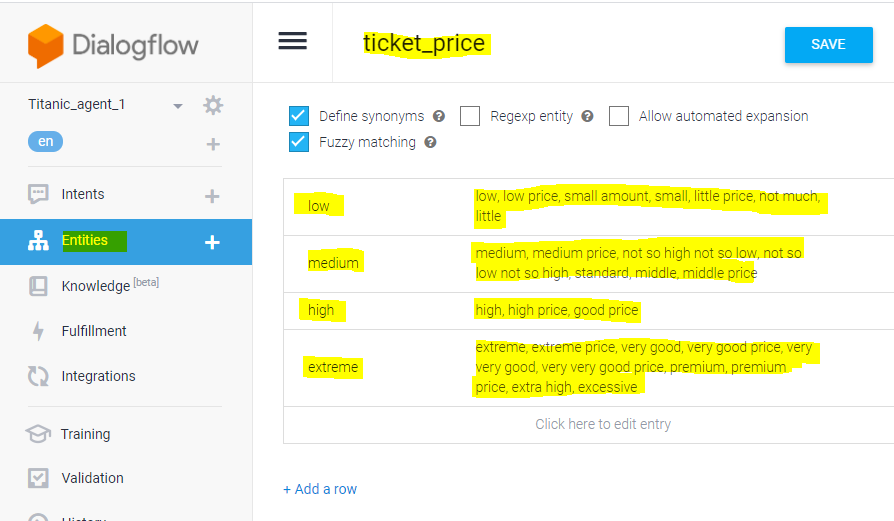 Dialogflow
ticket_price
SAVE
Titanic_agent_1
en
Define synonyms
Regexp entity
Allow automated expansion
Fuzzy matching
Intents
Entities
Knowledge [beta]
Fulfillment
Integrations
Training
Validation
History
low
low, low price, small amount, small, little price, not much,
little
medium
medium, medium price, not so high not so low, not so
low not so high, standard, middle, middle price
high
high, high price, good price
extreme
extreme, extreme price, very good, very good price, very
very good, very very good price, premium, premium
price, extra high, excessive
Click here to edit entry
+ Add a row